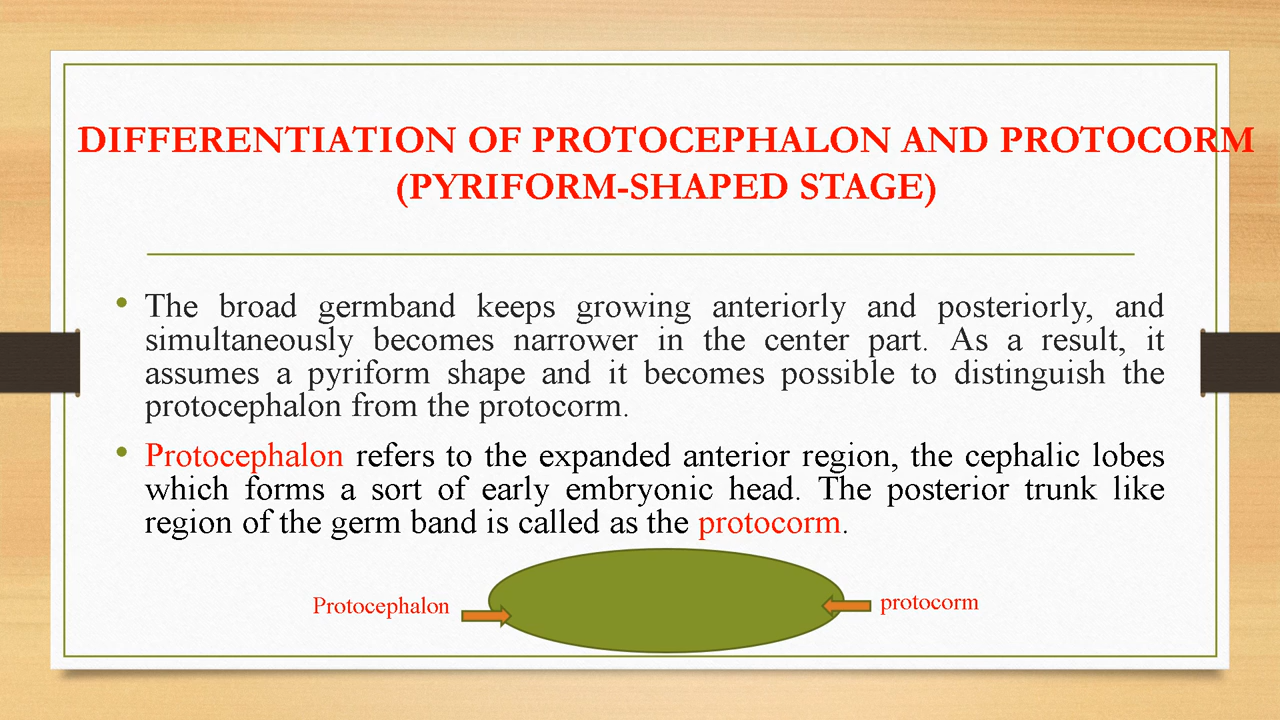 DIFFERENTIATION OF PROTOCEPHALON AND PROTOCORM
(PYRIFORM-SHAPED STAGE)
• The broad germband keeps growing anteriorly and posteriorly, and
simultaneously becomes narrower in the center part. As a result, it
assumes a pyriform shape and it becomes possible to distinguish the
protocephalon from the protocorm.
• Protocephalon refers to the expanded anterior region, the cephalic lobes
which forms a sort of early embryonic head. The posterior trunk like
region of the germ band is called as the protocorm.
Protocephalon
protocorm